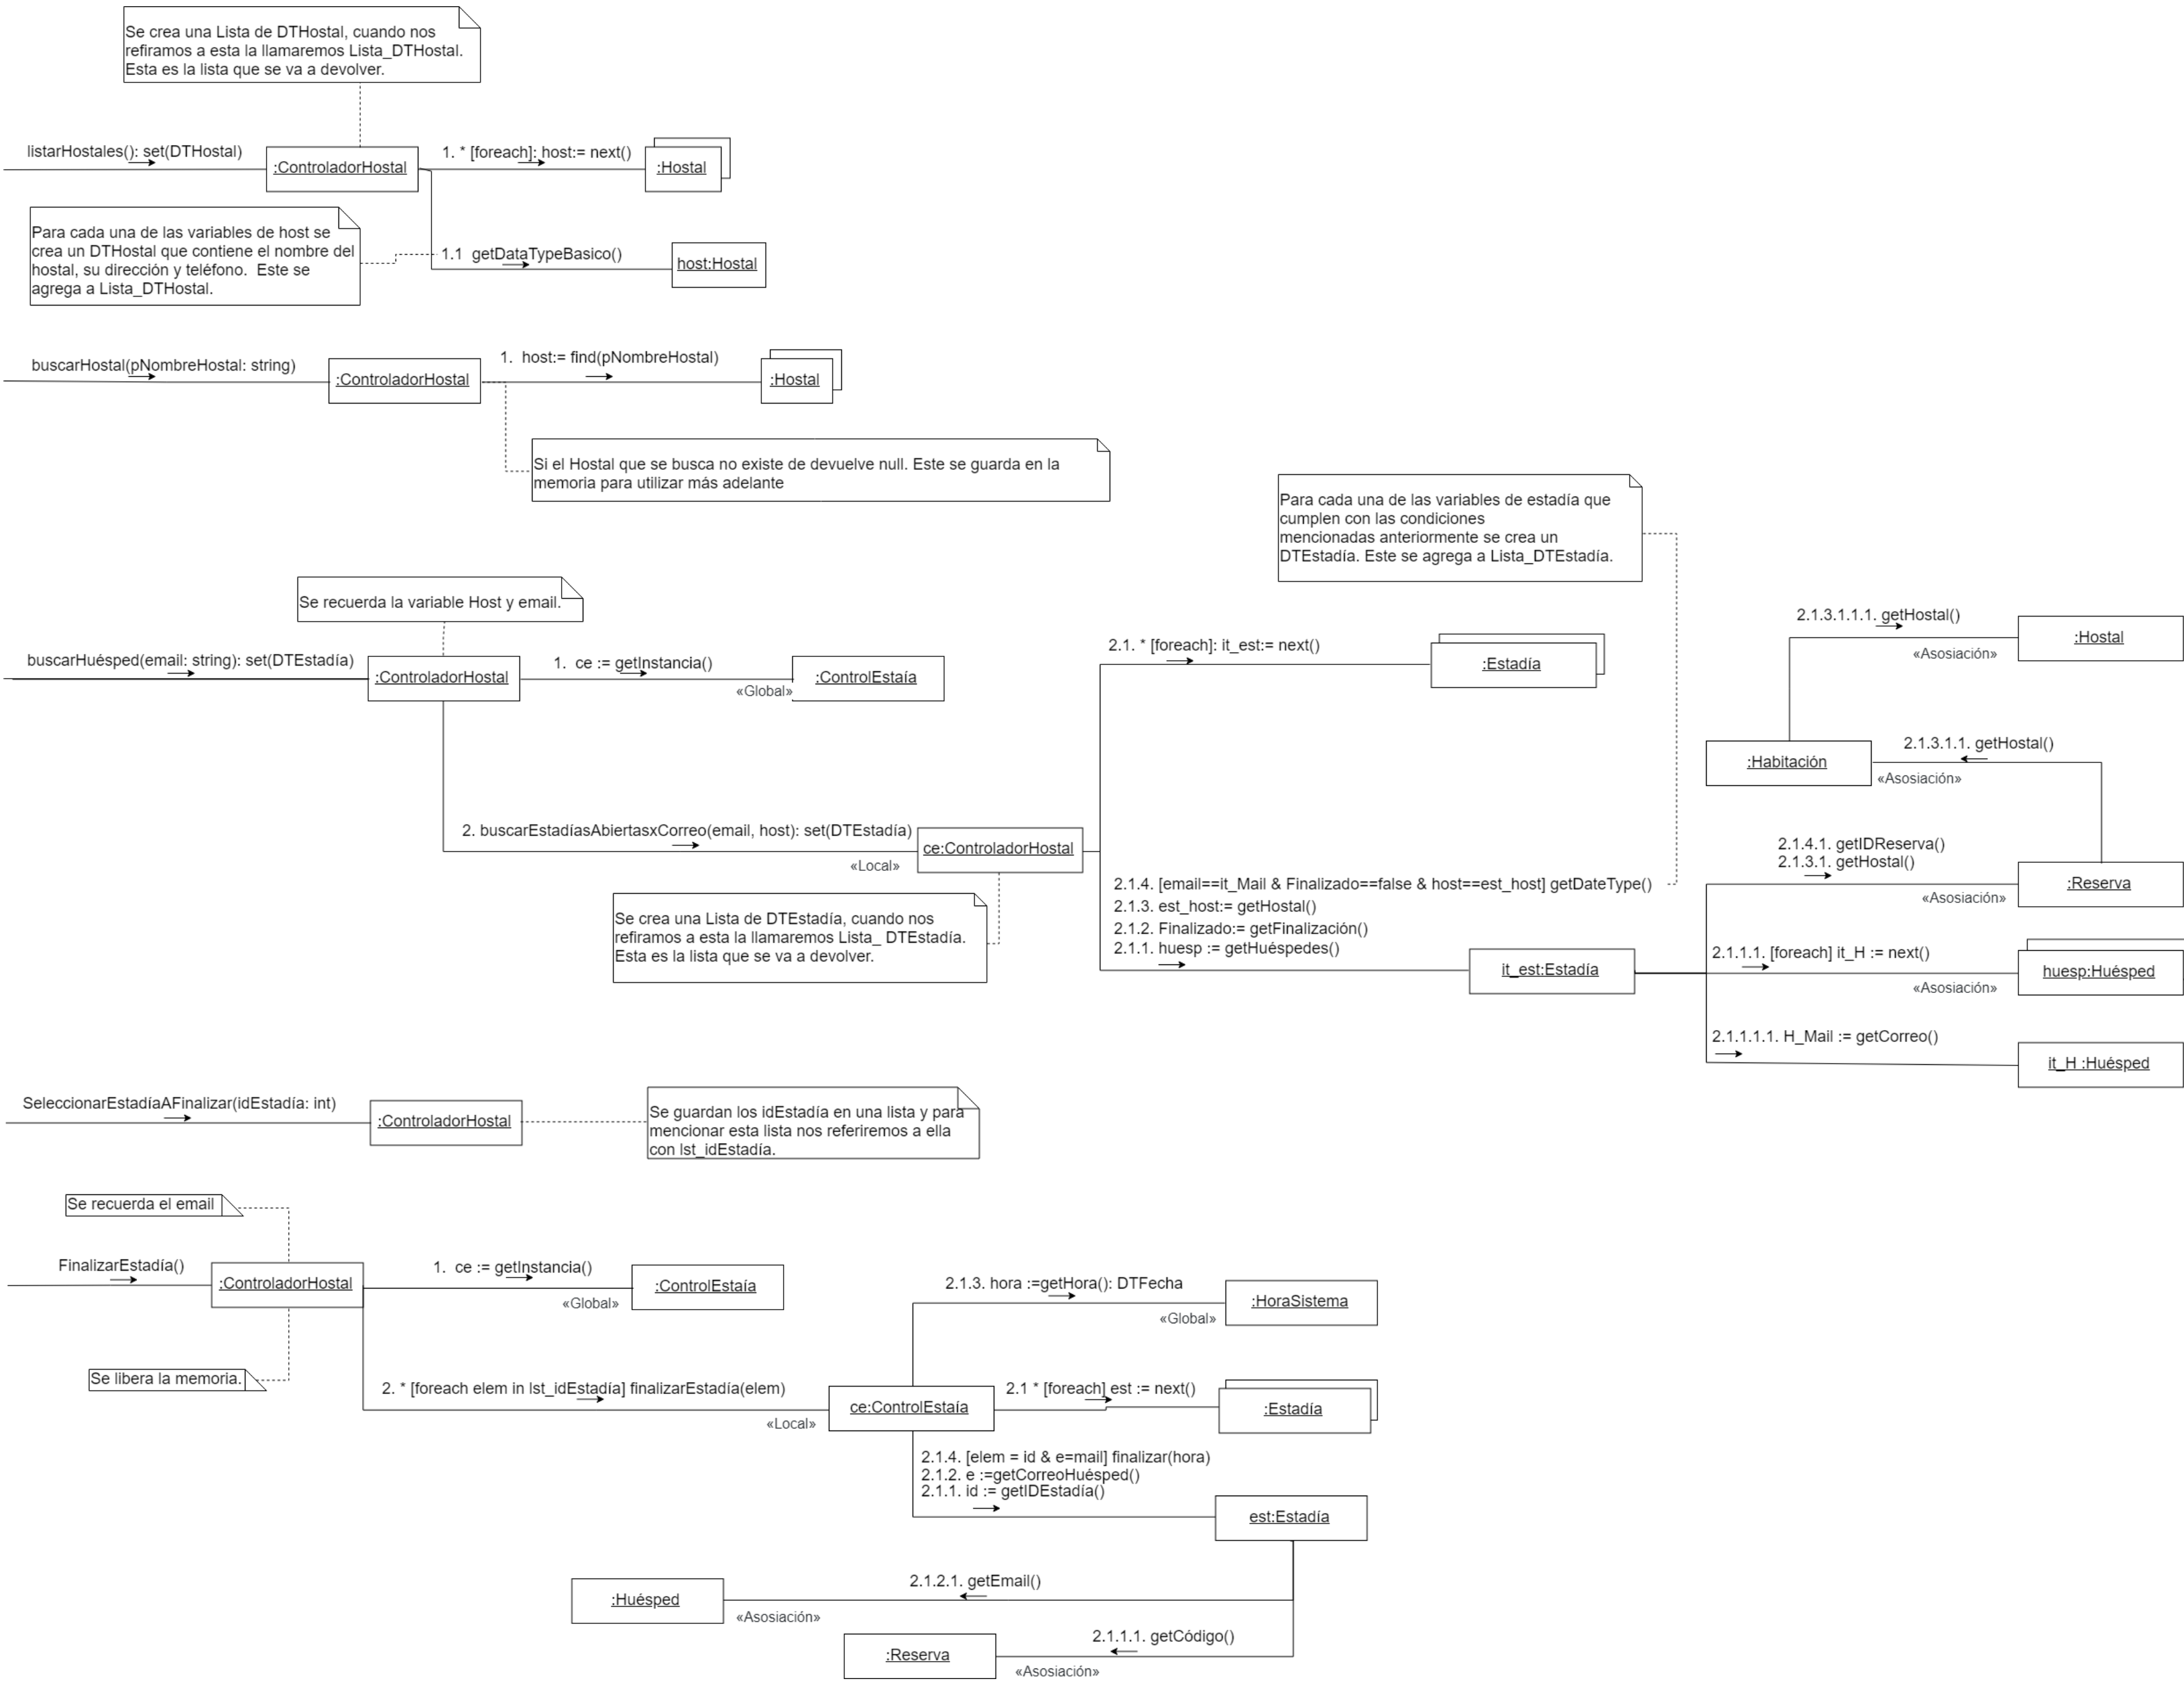 Se crea una Lista de DTHostal, cuando nos
refiramos a esta la llamaremos Lista_DTHostal.
Esta es la lista que se va a devolver.
listarHostales(): set(DTHostal)
:ControladorHostal
1. * [foreach]: host:= next()
:Hostal
Para cada una de las variables de host se
crea un DTHostal que contiene el nombre del
hostal, su dirección y teléfono. Este se
agrega a Lista_DTHostal.
1.1 getDataTypeBasico()
host:Hostal
buscarHostal(pNombreHostal: string)
:ControladorHostal
1. host:= find(pNombreHostal)
:Hostal
Si el Hostal que se busca no existe de devuelve null. Este se guarda en la
memoria para utilizar más adelante
Para cada una de las variables de estadía que
cumplen con las condiciones
mencionadas anteriormente se crea un
DTEstadía. Este se agrega a Lista_DTEstadía.
Se recuerda la variable Host y email.
buscarHuésped(email: string): set(DTEstadía)
:ControladorHostal
1. ce := getInstancia()
«Global»
:ControlEstaía
2.1. * [foreach]: it_est:= next()
:Estadía
2.1.3.1.1.1. getHostal()
«Asosiación»
:Hostal
:Habitación
2.1.3.1.1. getHostal()
«Asosiación»
2. buscarEstadíasAbiertasxCorreo(email, host): set(DTEstadía)
«Local»
ce:ControladorHostal
2.1.4.1. getIDReserva()
2.1.3.1. getHostal()
«Asosiación»
:Reserva
Se crea una Lista de DTEstadía, cuando nos
refiramos a esta la llamaremos Lista_ DTEstadía.
Esta es la lista que se va a devolver.
2.1.4. [email==it_Mail & Finalizado==false & host==est_host] getDateType()
2.1.3. est_host:= getHostal()
2.1.2. Finalizado:= getFinalización()
2.1.1. huesp := getHuéspedes()
it_est:Estadía
2.1.1.1. [foreach] it_H := next()
«Asosiación»
huesp:Huésped
2.1.1.1.1. H_Mail := getCorreo()
it_H :Huésped
SeleccionarEstadíaAFinalizar(idEstadía: int)
:ControladorHostal
Se guardan los idEstadía en una lista y para
mencionar esta lista nos referiremos a ella
con lst_idEstadía.
Se recuerda el email
FinalizarEstadía()
:ControladorHostal
1. ce := getInstancia()
«Global»
:ControlEstaía
2.1.3. hora :=getHora(): DTFecha
«Global»
:HoraSistema
Se libera la memoria.
2. * [foreach elem in lst_idEstadía] finalizarEstadía(elem)
«Local»
ce:ControlEstaía
2.1 * [foreach] est := next()
:Estadía
2.1.4. [elem = id & e=mail] finalizar(hora)
2.1.2. e :=getCorreoHuésped()
2.1.1. id := getIDEstadía()
est:Estadía
:Huésped
2.1.2.1. getEmail()
«Asosiación»
:Reserva
2.1.1.1. getCódigo()
«Asosiación»